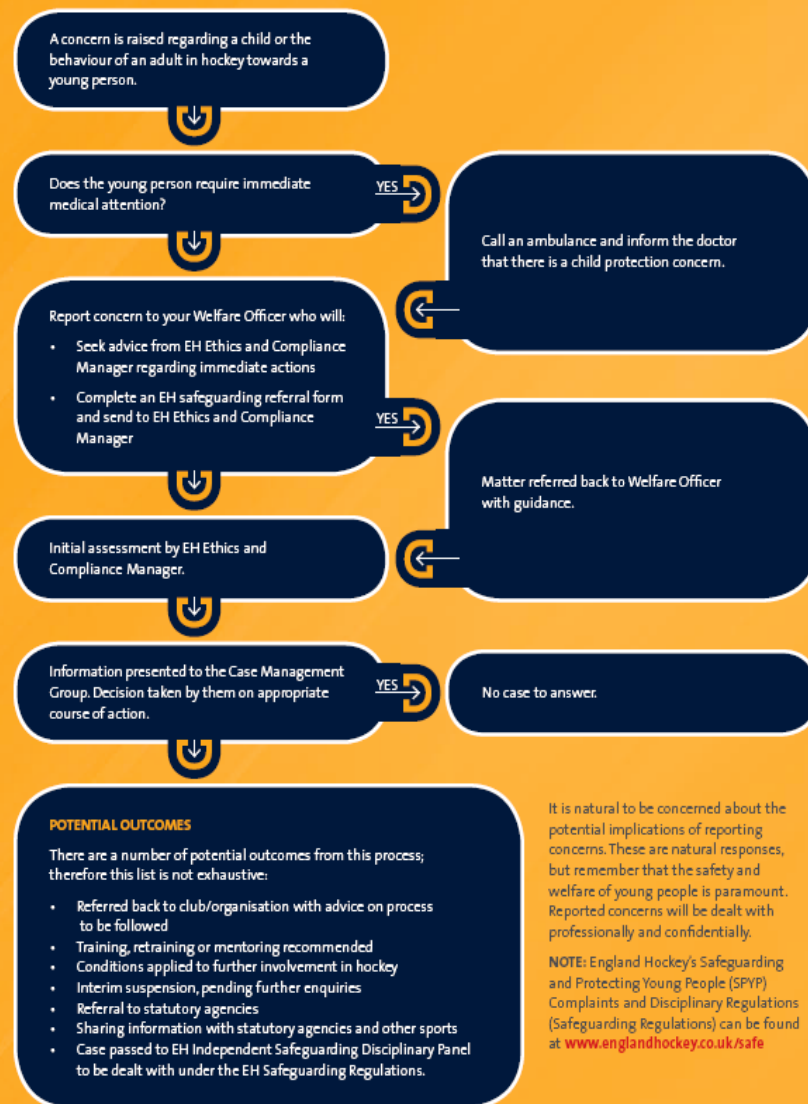 A concern is raised regarding a child or the
behaviour of an adult in hockey towards a
young person.
Does the young person require immediate
medical attention?
YES
Call an ambulance and inform the doctor
that there is a child protection concern.
Report concern to your Welfare Officer who will:
• Seek advice from EH Ethics and Compliance
Manager regarding immediate actions
• Complete an EH safeguarding referral form
and send to EH Ethics and Compliance
Manager
YES
Matter referred back to Welfare Officer
with guidance.
Initial assessment by EH Ethics and
Compliance Manager.
Information presented to the Case Management
Group. Decision taken by them on appropriate
course of action.
YES
No case to answer.
POTENTIAL OUTCOMES
There are a number of potential outcomes from this process;
therefore this list is not exhaustive:
• Referred back to club/organisation with advice on process
to be followed
• Training, retraining or mentoring recommended
• Conditions applied to further involvement in hockey
• Interim suspension, pending further enquiries
• Referral to statutory agencies
• Sharing information with statutory agencies and other sports
• Case passed to EH Independent Safeguarding Disciplinary Panel
to be dealt with under the EH Safeguarding Regulations.
It is natural to be concerned about the
potential implications of reporting
concerns. These are natural responses,
but remember that the safety and
welfare of young people is paramount.
Reported concerns will be dealt with
professionally and confidentially.
NOTE: England Hockey's Safeguarding
and Protecting Young People (SPYP)
Complaints and Disciplinary Regulations
(Safeguarding Regulations) can be found
at www.englandhockey.co.uk/safe